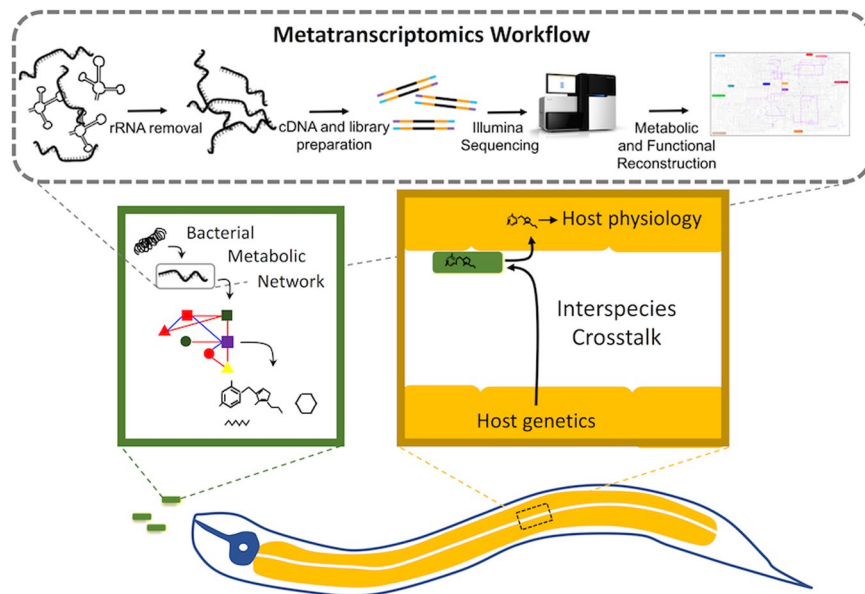 Metatranscriptomics Workflow
rRNA removal
cDNA and library
preparation
Illumina
Sequencing
Metabolic
and Functional
Reconstruction
Bacterial
Metabolic
Network
Host physiology
Interspecies
Crosstalk
Host genetics